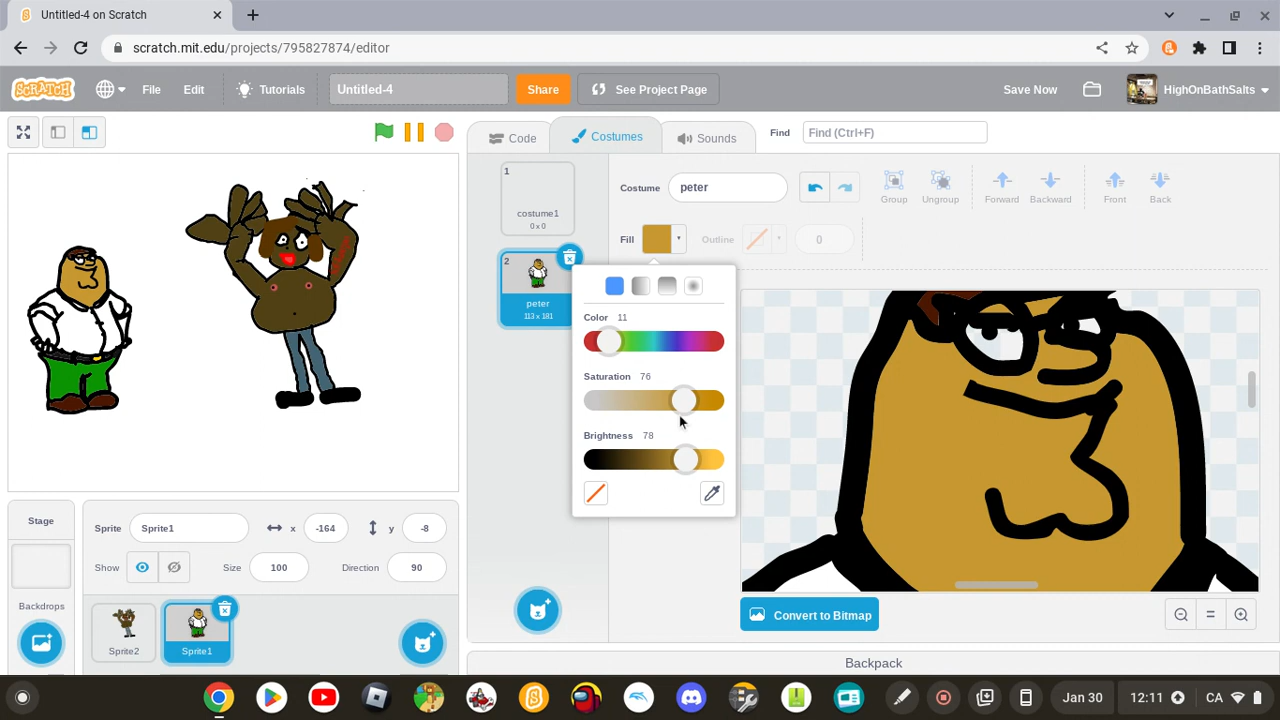 Untitled-4 on Scratch
scratch.mit.edu/projects/795827874/editor
SCRATCH
File
Edit
Tutorials
Untitled-4
Share
See Project Page
Save Now
HighOnBathSalts
Code
Costumes
Sounds
Find
Find (Ctrl+F)
1
costume1
0 x 0
2
peter
113 x 181
Costume
peter
Group
Ungroup
Forward
Backward
Front
Back
Fill
Outline
0
Color 11
Saturation 76
Brightness 78
Convert to Bitmap
Stage
Backdrops
Sprite
Sprite1
x
-164
y
-8
Show
Size
100
Direction
90
Sprite2
Sprite1
Backpack
Jan 30
12:11
CA